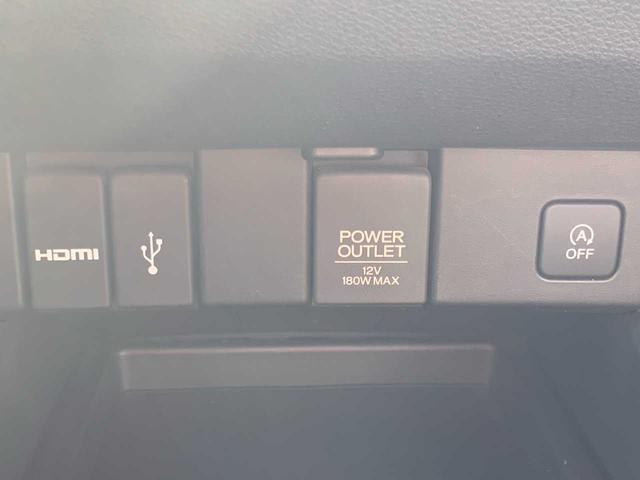 HDMI
POWER
OUTLET
12V
180W MAX
A
OFF